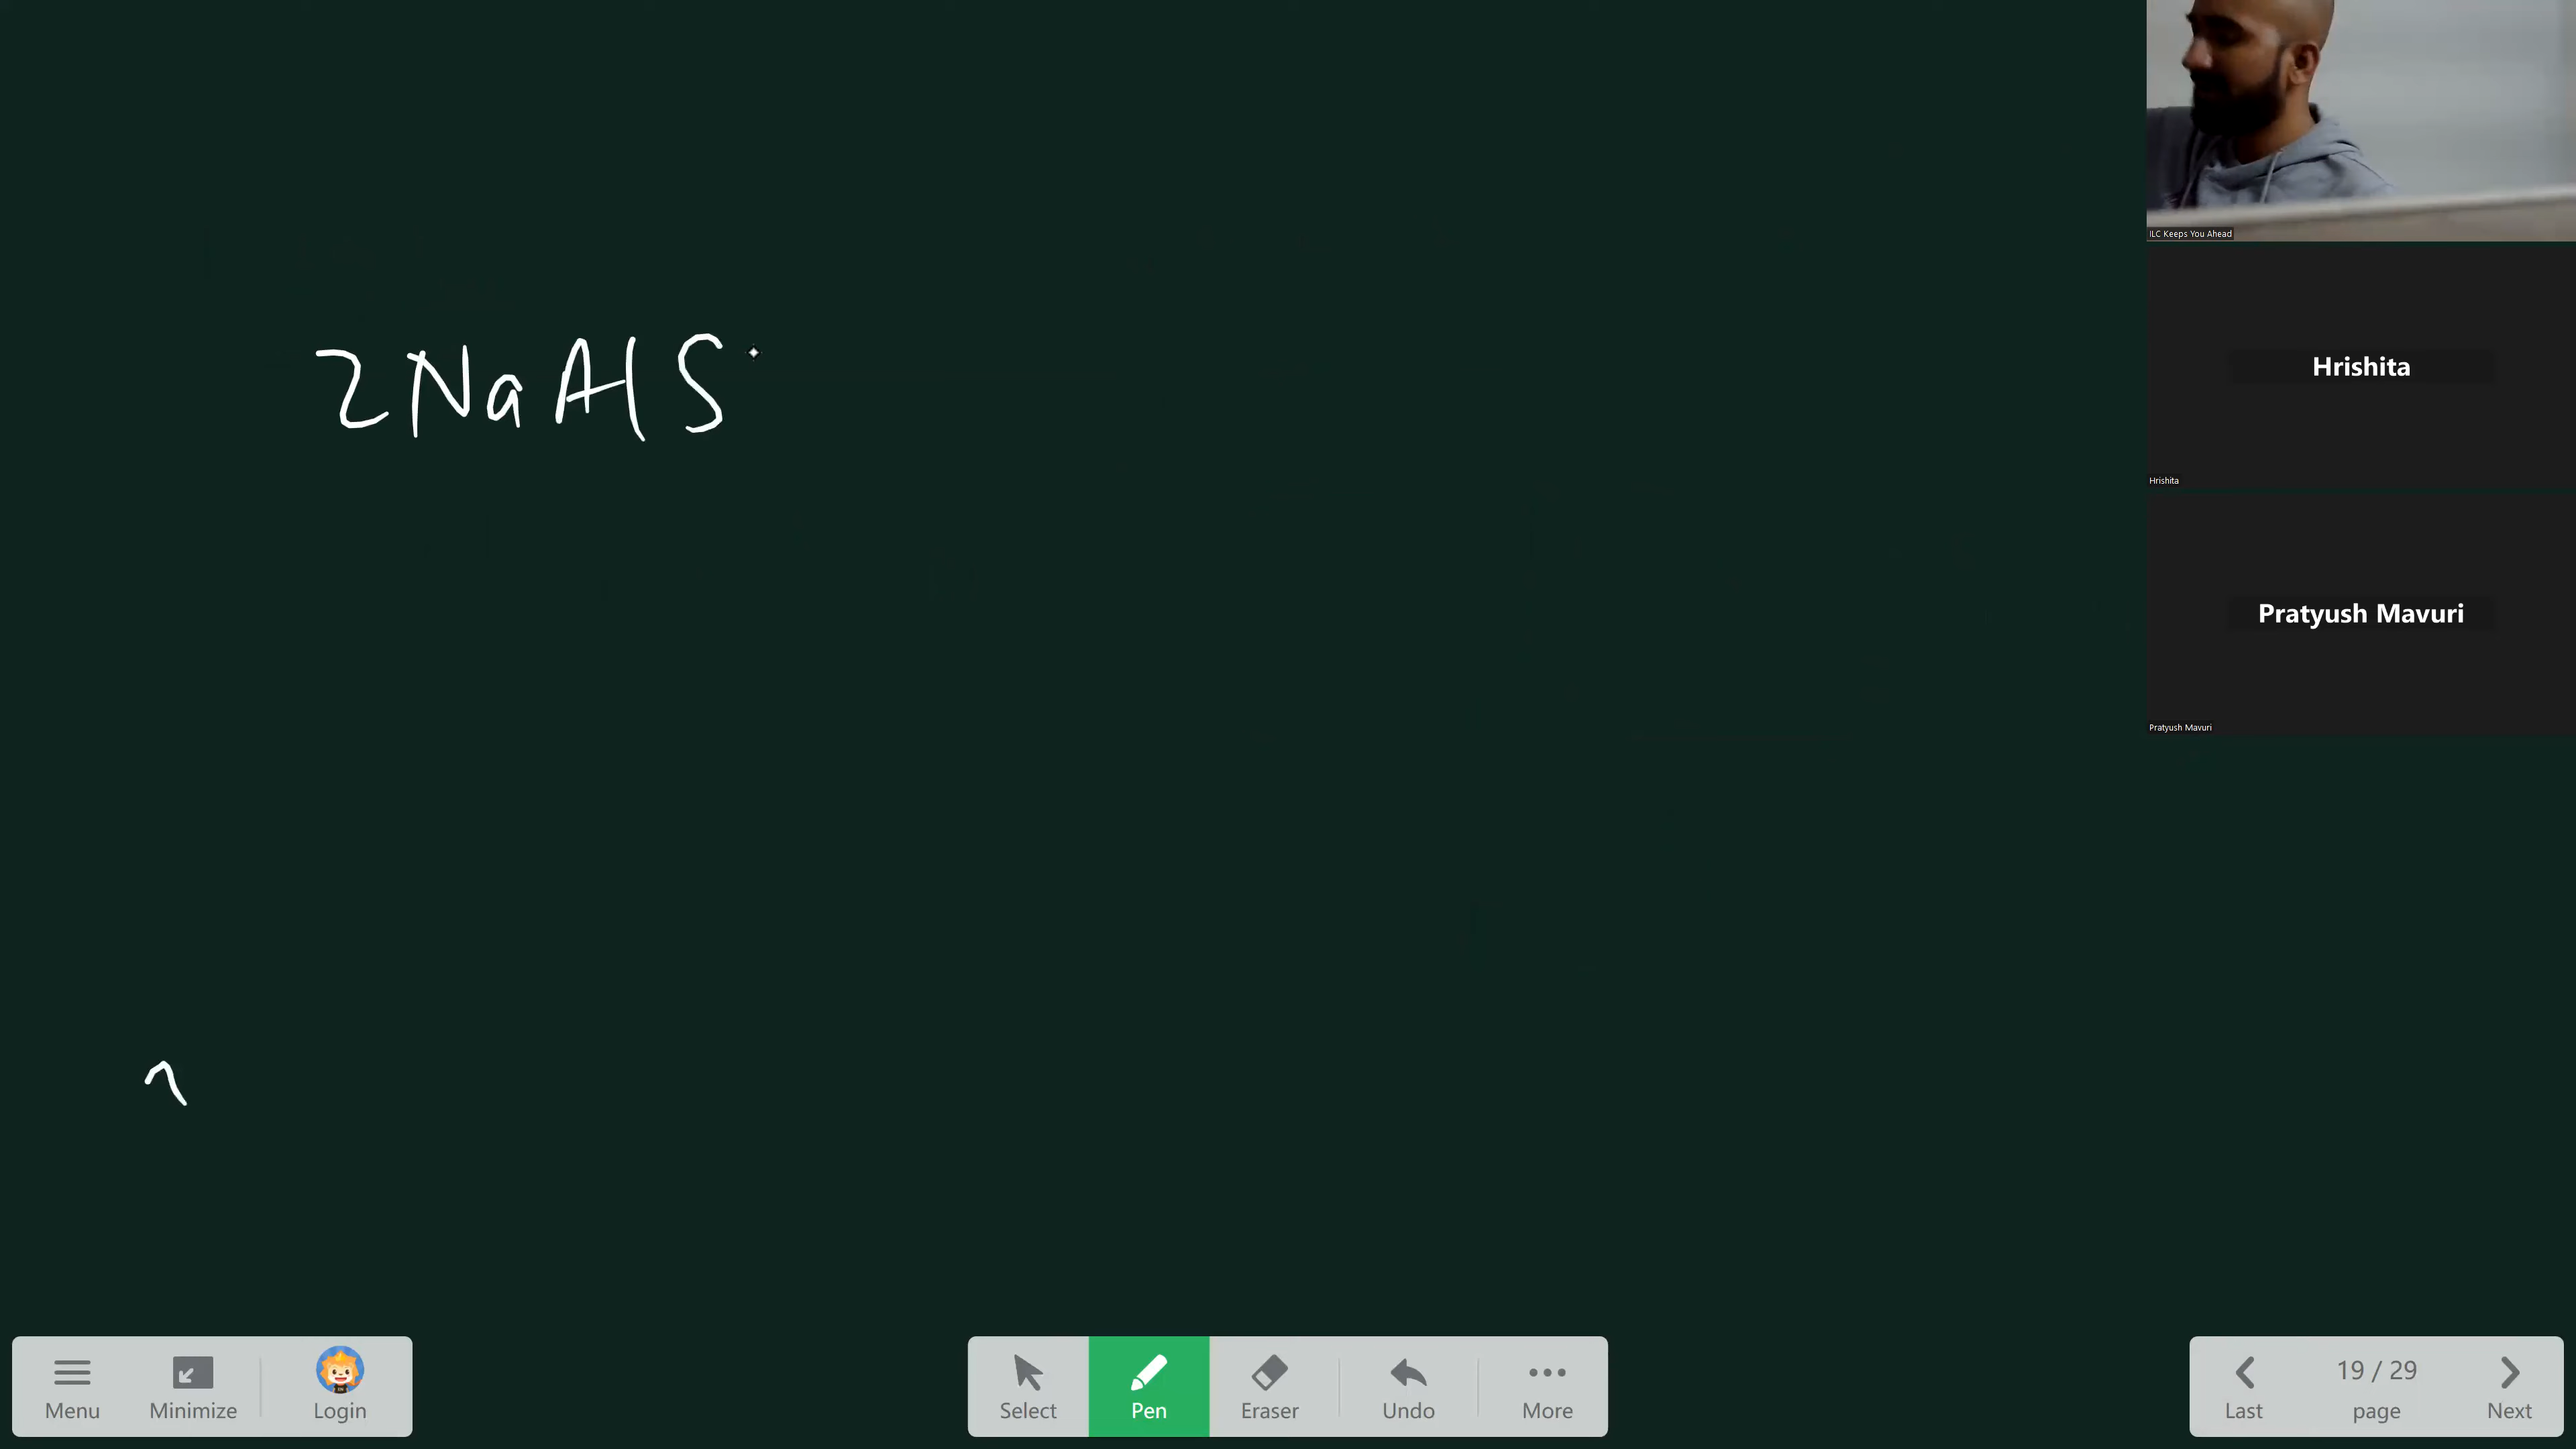 ILC Keeps You Ahead
2NaAlS
Hrishita
Hrishita
Pratyush Mavuri
Pratyush Mavuri
Menu
Minimize
Login
Select
Pen
Eraser
Undo
More
Last
19 / 29
page
Next